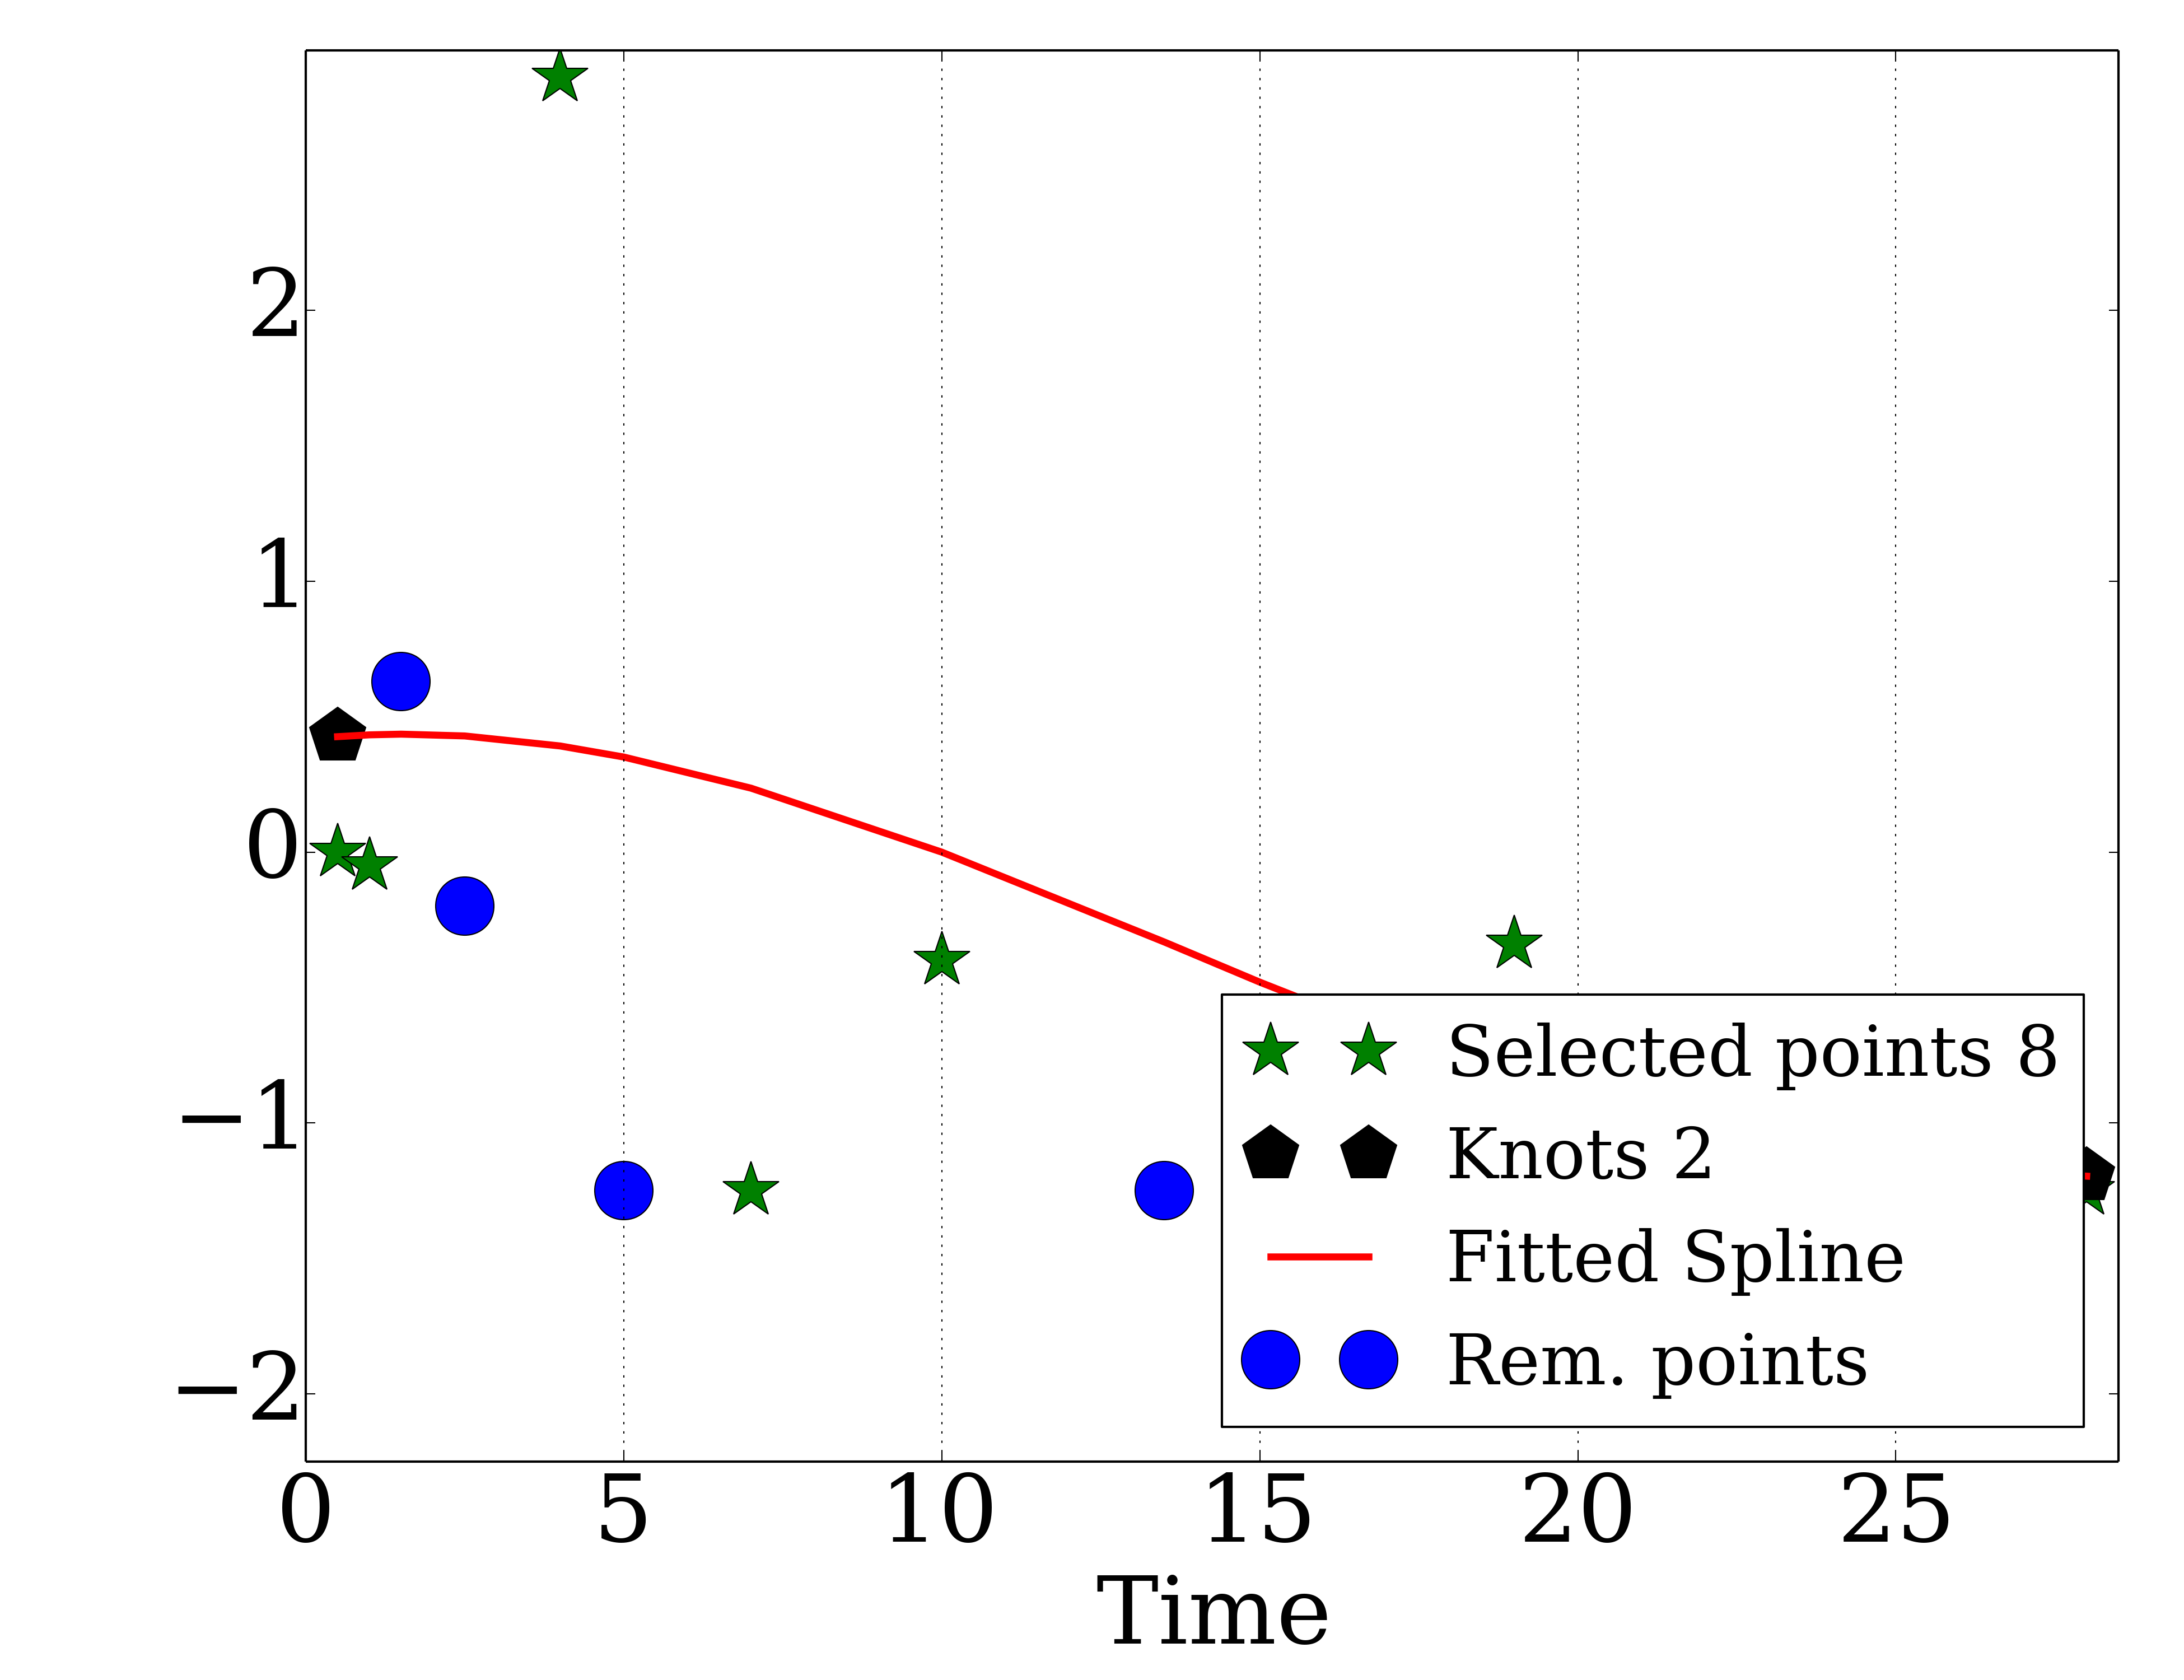 2
1
0
−1
−2
Selected points 8
Knots 2
Fitted Spline
Rem. points
0 5 10 15 20 25
Time